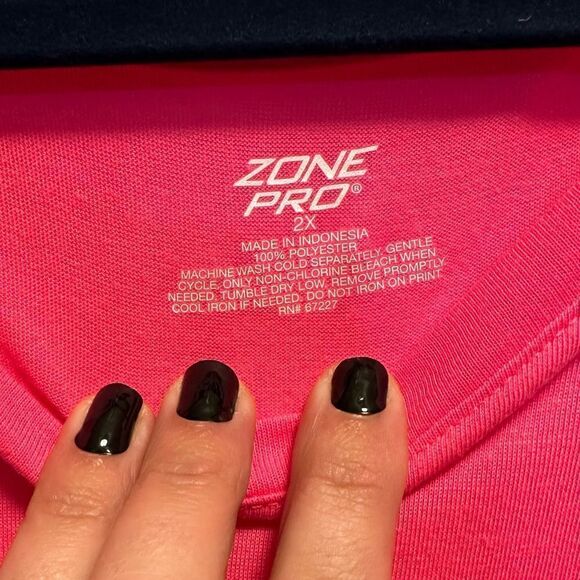 ZONE
PRO®
2X
MADE IN INDONESIA
100% POLYESTER
MACHINE WASH COLD SEPARATELY, GENTLE
CYCLE, ONLY NON-CHLORINE BLEACH WHEN
NEEDED, TUMBLE DRY LOW, REMOVE PROMPTLY
COOL IRON IF NEEDED, DO NOT IRON ON PRINT
RN# 67227